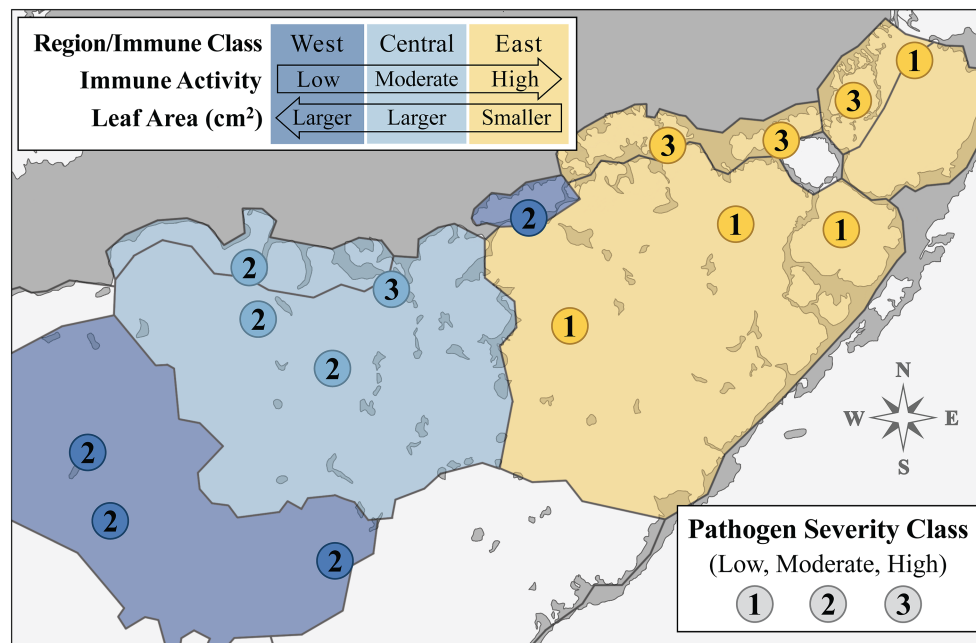 Region/Immune Class West Central East
Immune Activity Low Moderate High
Leaf Area (cm²) Larger Larger Smaller
1
3
3
3
2
1
1
2
3
2
1
2
2
2
2
N
W E
S
Pathogen Severity Class
(Low, Moderate, High)
1 2 3